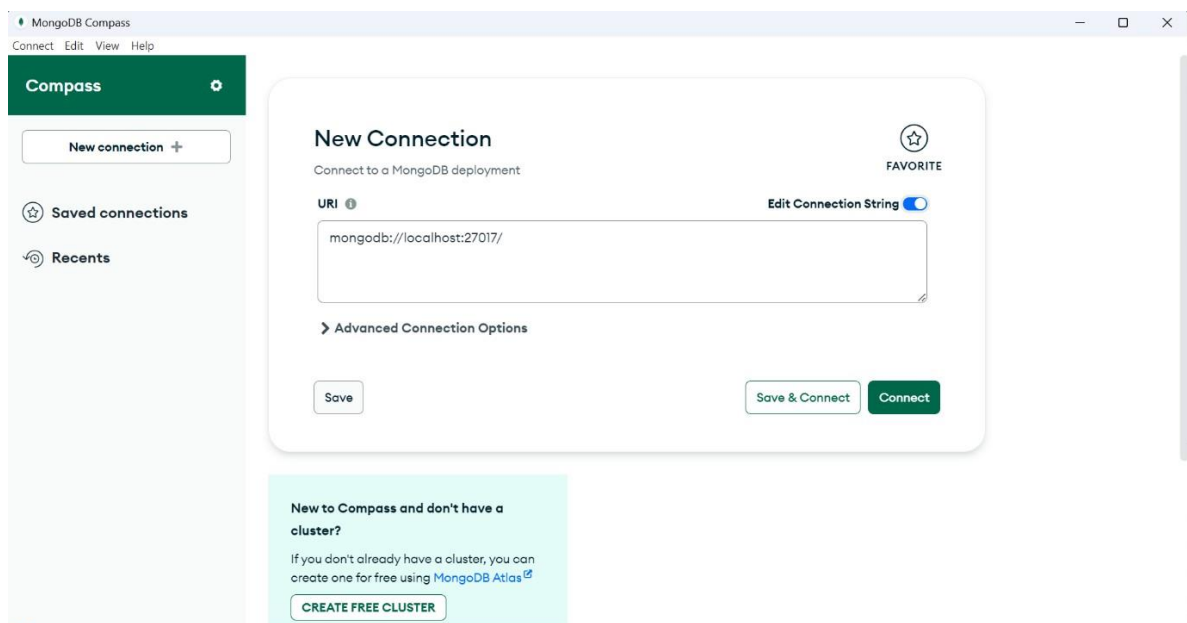 MongoDB Compass
Connect Edit View Help
Compass
New connection
Saved connections
Recents
New Connection
Connect to a MongoDB deployment
FAVORITE
URI
Edit Connection String
mongodb://localhost:27017/
Advanced Connection Options
Save
Save & Connect
Connect
New to Compass and don't have a
cluster?
If you don't already have a cluster, you can
create one for free using MongoDB Atlas
CREATE FREE CLUSTER